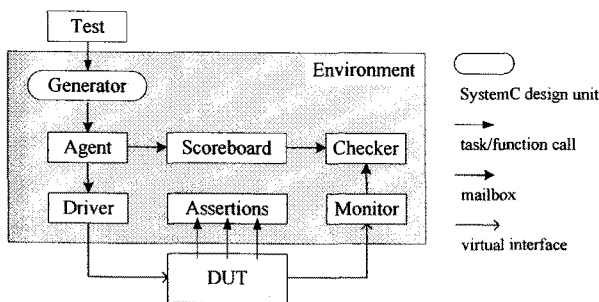 Test
Environment
Generator
Agent
Scoreboard
Checker
Driver
Assertions
Monitor
DUT
SystemC design unit
task/function call
mailbox
virtual interface